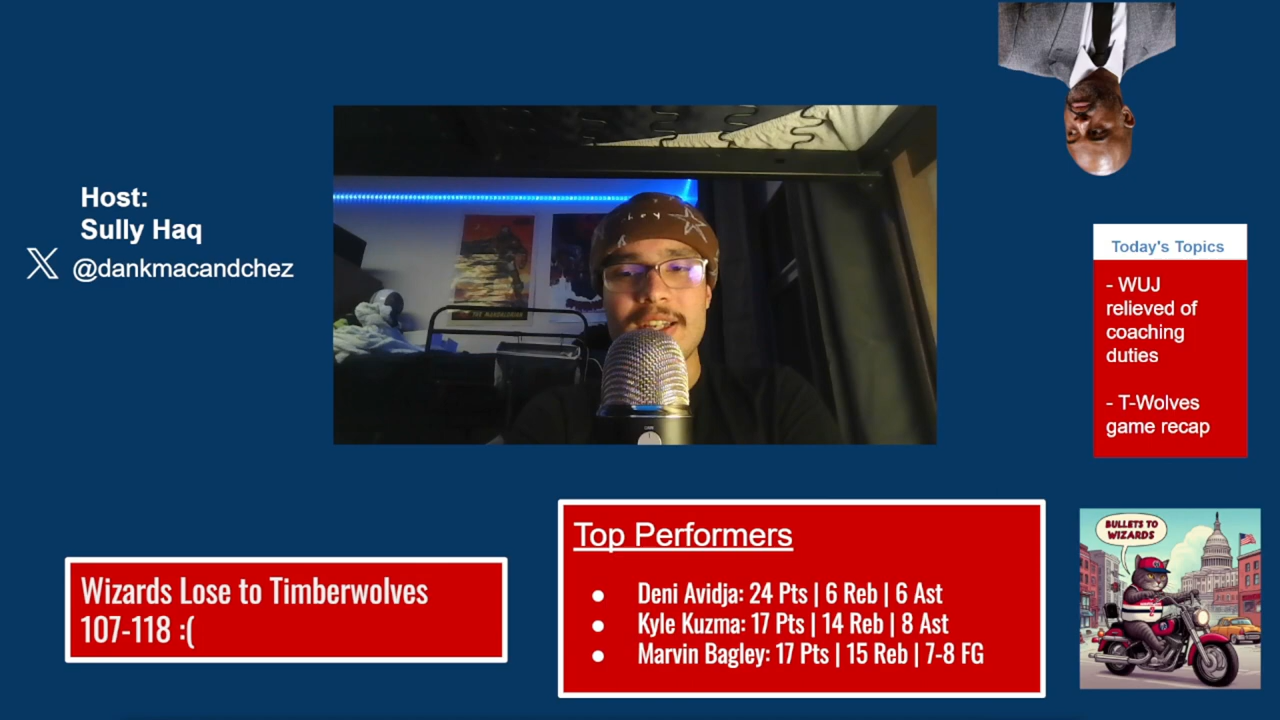 Host:
Sully Haq
@dankmacandchez
Today's Topics
- WUJ
relieved of
coaching
duties
- T-Wolves
game recap
Wizards Lose to Timberwolves
107-118 :(
Top Performers
● Deni Avidja: 24 Pts | 6 Reb | 6 Ast
● Kyle Kuzma: 17 Pts | 14 Reb | 8 Ast
● Marvin Bagley: 17 Pts | 15 Reb | 7-8 FG
BULLETS TO
WIZARDS
THE MANDALORIAN